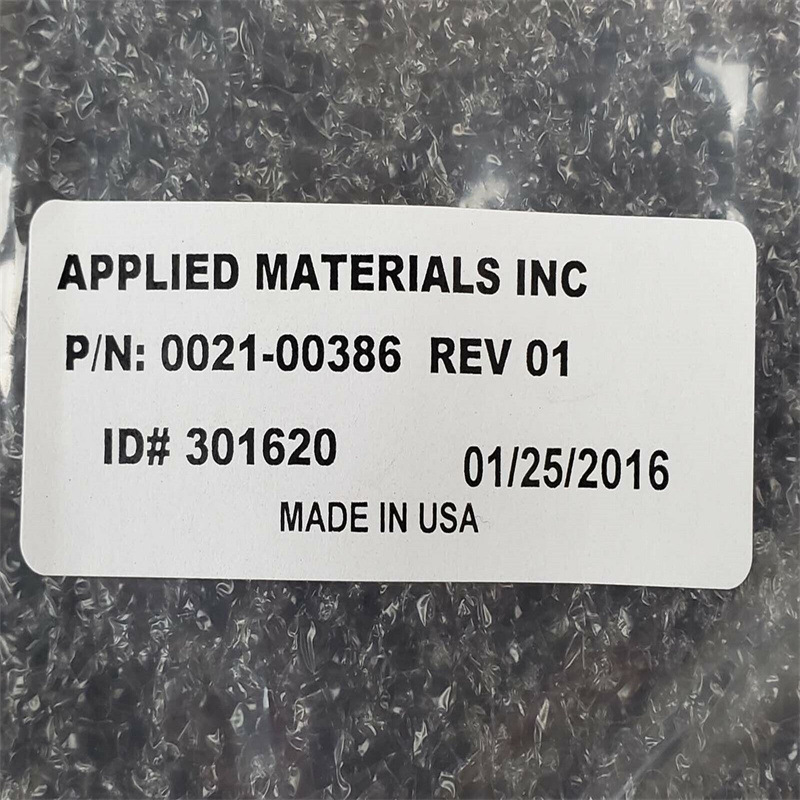 APPLIED MATERIALS INC
P/N: 0021-00386 REV 01
ID# 301620 01/25/2016
MADE IN USA